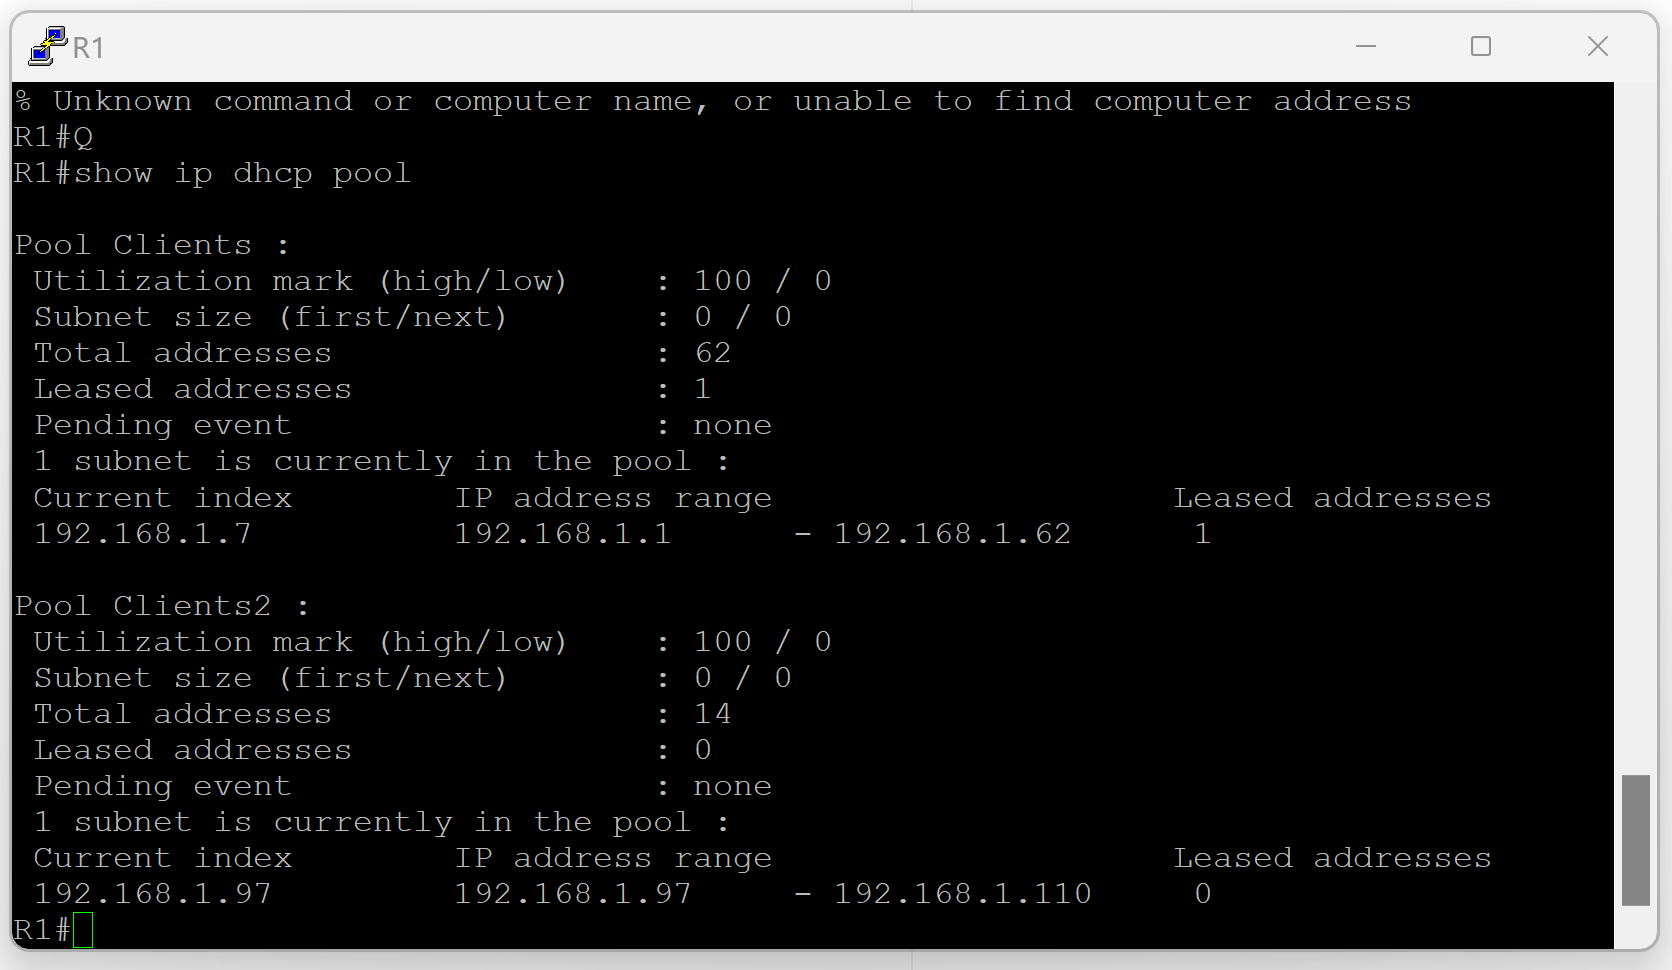 R1
% Unknown command or computer name, or unable to find computer address
R1#Q
R1#show ip dhcp pool
Pool Clients :
Utilization mark (high/low) : 100 / 0
Subnet size (first/next) : 0 / 0
Total addresses : 62
Leased addresses : 1
Pending event : none
1 subnet is currently in the pool :
Current index IP address range Leased addresses
192.168.1.7 192.168.1.1 - 192.168.1.62 1
Pool Clients2 :
Utilization mark (high/low) : 100 / 0
Subnet size (first/next) : 0 / 0
Total addresses : 14
Leased addresses : 0
Pending event : none
1 subnet is currently in the pool :
Current index IP address range Leased addresses
192.168.1.97 192.168.1.97 - 192.168.1.110 0
R1#